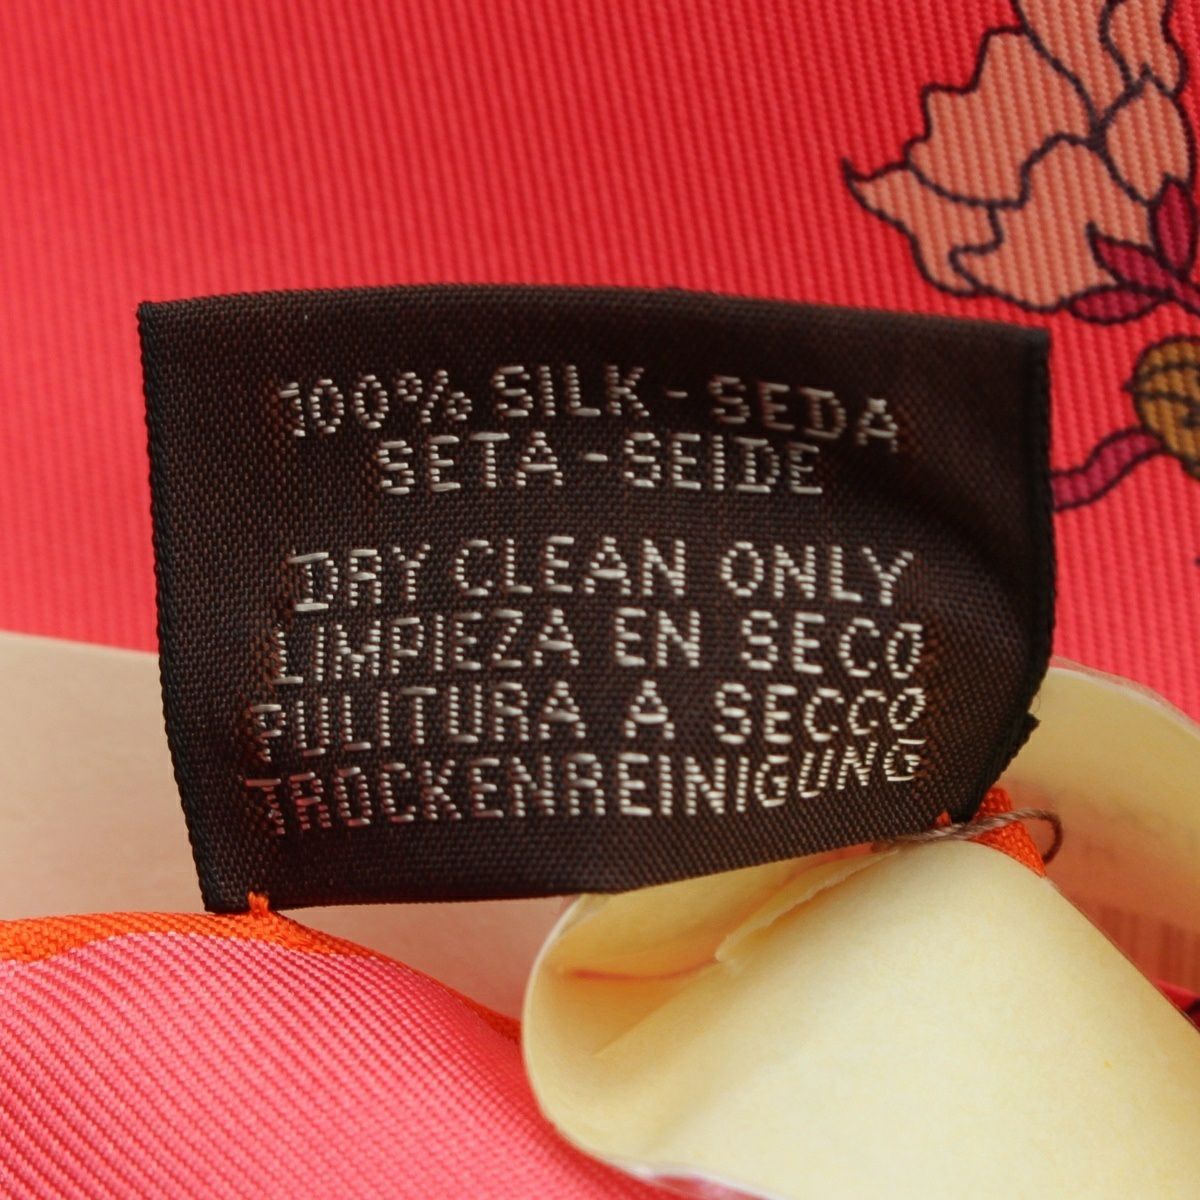 100% SILK - SEDA
SETA - SEIDE
DRY CLEAN ONLY
LIMPIEZA EN SECO
PULITURA A SECCO
TROCKENREINIGUNG